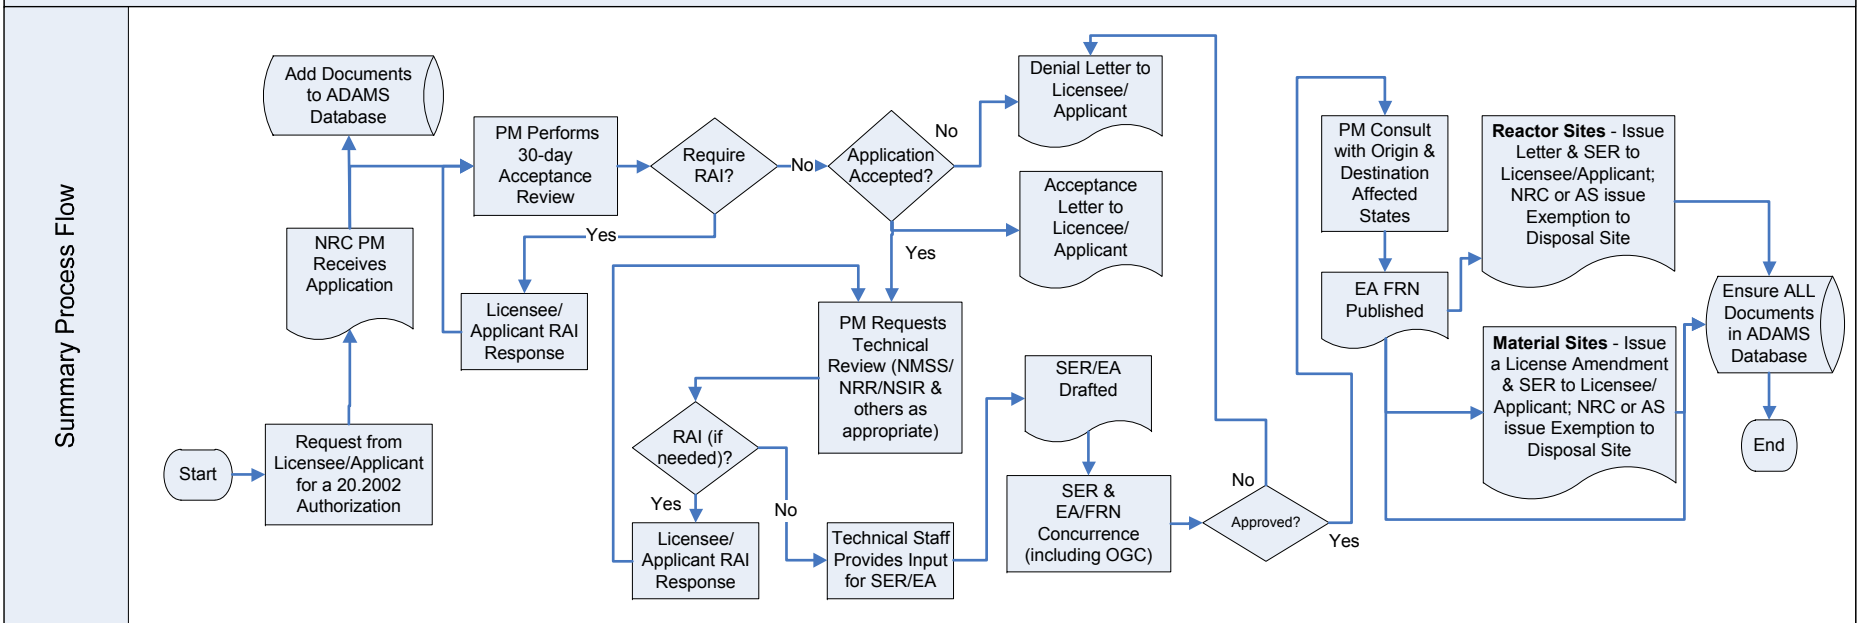 Summary Process Flow
Start
Request from
Licensee/Applicant
for a 20.2002
Authorization
NRC PM
Receives
Application
Add Documents
to ADAMS
Database
PM Performs
30-day
Acceptance
Review
Require
RAI?
Yes
Licensee/
Applicant RAI
Response
No
Application
Accepted?
No
Denial Letter to
Licensee/
Applicant
Acceptance
Letter to
Licencee/
Applicant
Yes
PM Requests
Technical
Review (NMSS/
NRR/NSIR &
others as
appropriate)
RAI (if
needed)?
Yes
Licensee/
Applicant RAI
Response
No
Technical Staff
Provides Input
for SER/EA
SER/EA
Drafted
SER &
EA/FRN
Concurrence
(including OGC)
Approved?
No
Yes
PM Consult
with Origin &
Destination
Affected
States
EA FRN
Published
Reactor Sites - Issue
Letter & SER to
Licensee/Applicant;
NRC or AS issue
Exemption to
Disposal Site
Material Sites - Issue
a License Amendment
& SER to Licensee/
Applicant; NRC or AS
issue Exemption to
Disposal Site
Ensure ALL
Documents
in ADAMS
Database
End